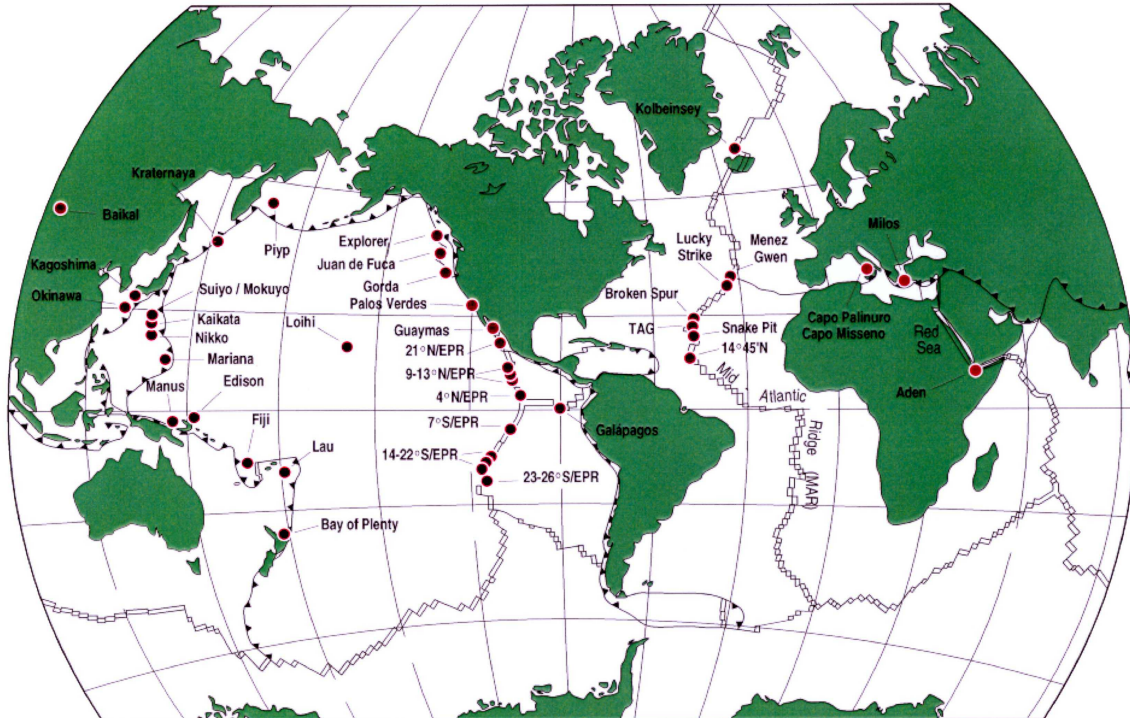 Kolbeinsey
Kraternaya
Baikal
Piyp
Explorer
Juan de Fuca
Gorda
Palos Verdes
Lucky
Strike
Menez
Gwen
Milos
Kagoshima
Okinawa
Suiyo / Mokuyo
Kaikata
Nikko
Mariana
Loihi
Guaymas
21°N/EPR
9-13°N/EPR
4°N/EPR
Broken Spur
TAG
Snake Pit
14°45'N
Capo Palinuro
Capo Misseno
Red
Sea
Aden
Manus
Edison
Fiji
Lau
7°S/EPR
Galápagos
14-22°S/EPR
23-26°S/EPR
Mid
Atlantic
Ridge
(MAR)
Bay of Plenty